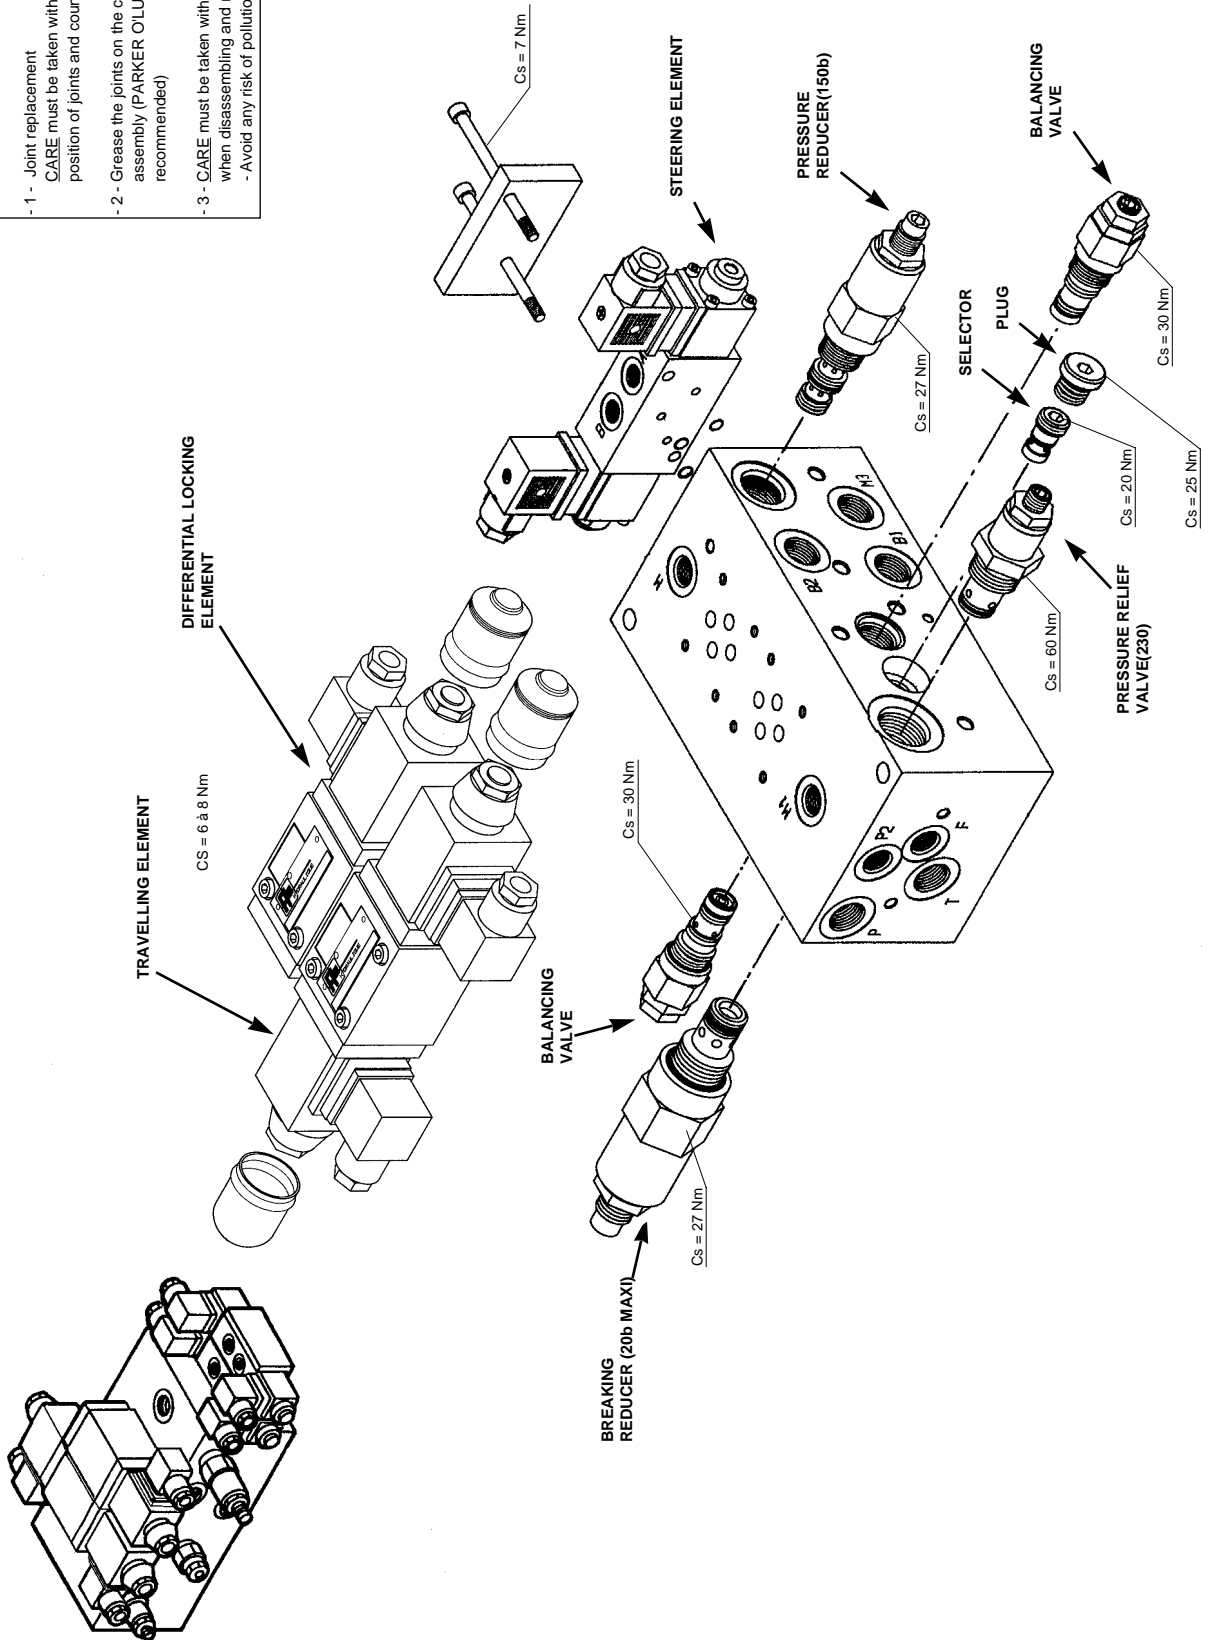 - 1 - Joint replacement
CARE must be taken with
position of joints and
- 2 - Grease the joints on the
assembly (PARKER
recommended)
- 3 - CARE must be taken with
when disassembling and
- Avoid any risk of
Cs = 7 Nm
STEERING ELEMENT
PRESSURE
REDUCER(150b)
Cs = 27 Nm
BALANCING
VALVE
Cs = 30 Nm
SELECTOR
PLUG
Cs = 20 Nm
Cs = 25 Nm
Cs = 60 Nm
PRESSURE RELIEF
VALVE(230)
DIFFERENTIAL LOCKING
ELEMENT
TRAVELLING ELEMENT
CS = 6 à 8 Nm
B
M3
B1
B2
P2
F
T
P
Cs = 30 Nm
BALANCING
VALVE
Cs = 27 Nm
BREAKING
REDUCER (20b MAXI)